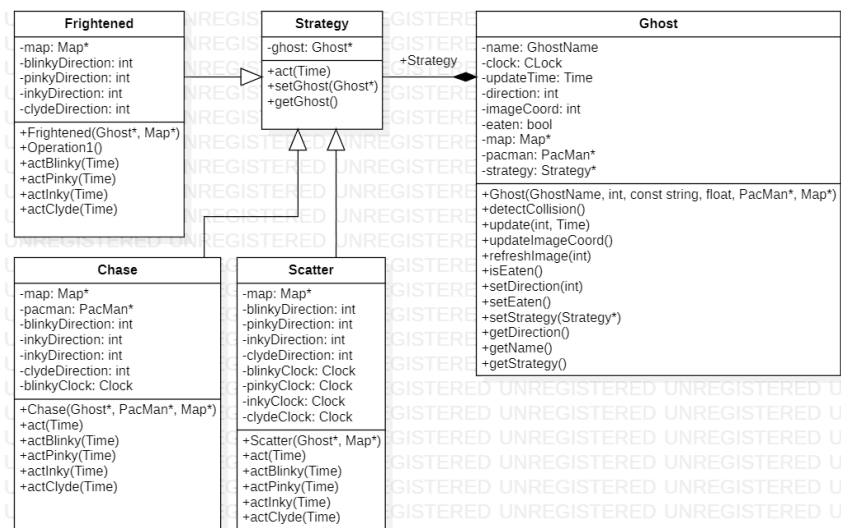 Frightened
-map: Map*
-blinkyDirection: int
-pinkyDirection: int
-inkyDirection: int
-clydeDirection: int
+Frightened(Ghost*, Map*)
+Operation1()
+actBlinky(Time)
+actPinky(Time)
+actInky(Time)
+actClyde(Time)
Strategy
-ghost: Ghost*
+act(Time)
+setGhost(Ghost*)
+getGhost()
+Strategy
Ghost
-name: GhostName
-clock: CLock
-updateTime: Time
-direction: int
-imageCoord: int
-eaten: bool
-map: Map*
-pacman: PacMan*
-strategy: Strategy*
+Ghost(GhostName, int, const string, float, PacMan*, Map*)
+detectCollision()
+update(int, Time)
+updateImageCoord()
+refreshImage(int)
+isEaten()
+setDirection(int)
+setEaten()
+setStrategy(Strategy*)
+getDirection()
+getName()
+getStrategy()
Chase
-map: Map*
-pacman: PacMan*
-blinkyDirection: int
-inkyDirection: int
-inkyDirection: int
-clydeDirection: int
-blinkyClock: Clock
+Chase(Ghost*, PacMan*, Map*)
+act(Time)
+actBlinky(Time)
+actPinky(Time)
+actInky(Time)
+actClyde(Time)
Scatter
-map: Map*
-blinkyDirection: int
-pinkyDirection: int
-inkyDirection: int
-clydeDirection: int
-blinkyClock: Clock
-pinkyClock: Clock
-inkyClock: Clock
-clydeClock: Clock
+Scatter(Ghost*, Map*)
+act(Time)
+actBlinky(Time)
+actPinky(Time)
+actInky(Time)
+actClyde(Time)
UNREGISTERED UNREGISTERED